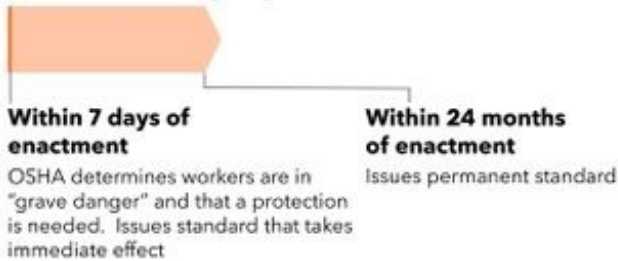 Within 7 days of
enactment
OSHA determines workers are in
"grave danger" and that a protection
is needed. Issues standard that takes
immediate effect
Within 24 months
of enactment
Issues permanent standard